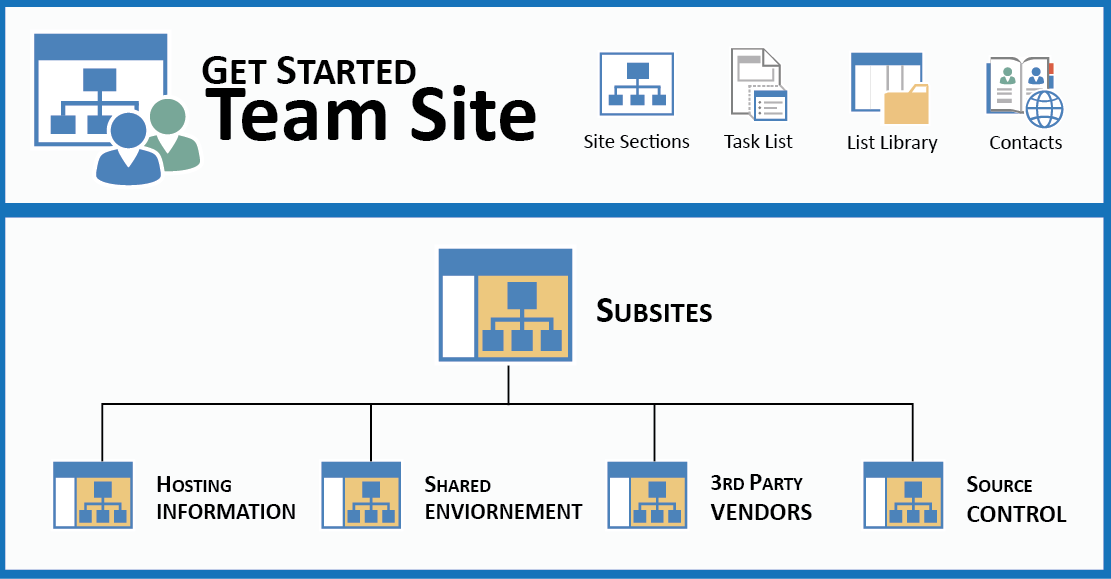 GET STARTED
Team Site
Site Sections
Task List
List Library
Contacts
SUBSITES
HOSTING
INFORMATION
SHARED
ENVIORNEMENT
3RD PARTY
VENDORS
SOURCE
CONTROL